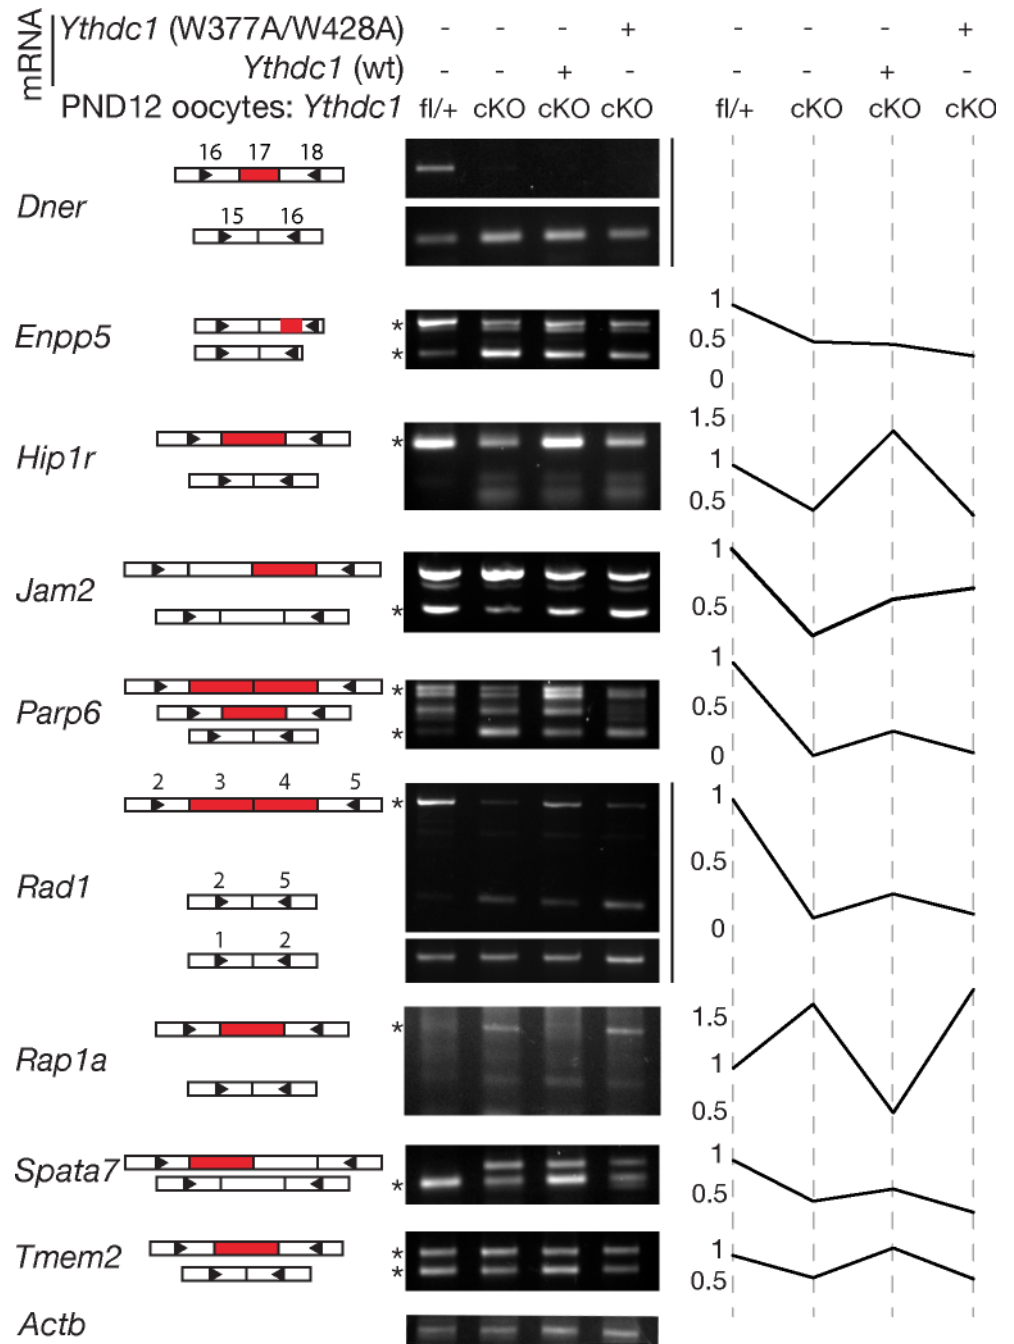 mRNA
Ythdc1 (W377A/W428A) - - - + - - - +
Ythdc1 (wt) - - + - - - + -
PND12 oocytes: Ythdc1 fl/+ cKO cKO cKO fl/+ cKO cKO cKO
16 17 18
Dner
15 16
Enpp5 * * 1 0.5 0
Hip1r * 1.5 1 0.5
Jam2 * 1 0.5
Parp6 * * 1 0.5 0
2 3 4 5
* 1 0.5 0
Rad1
2 5
1 2
Rap1a * 1.5 1 0.5
Spata7 * 1 0.5
Tmem2 * * 1 0.5
Actb